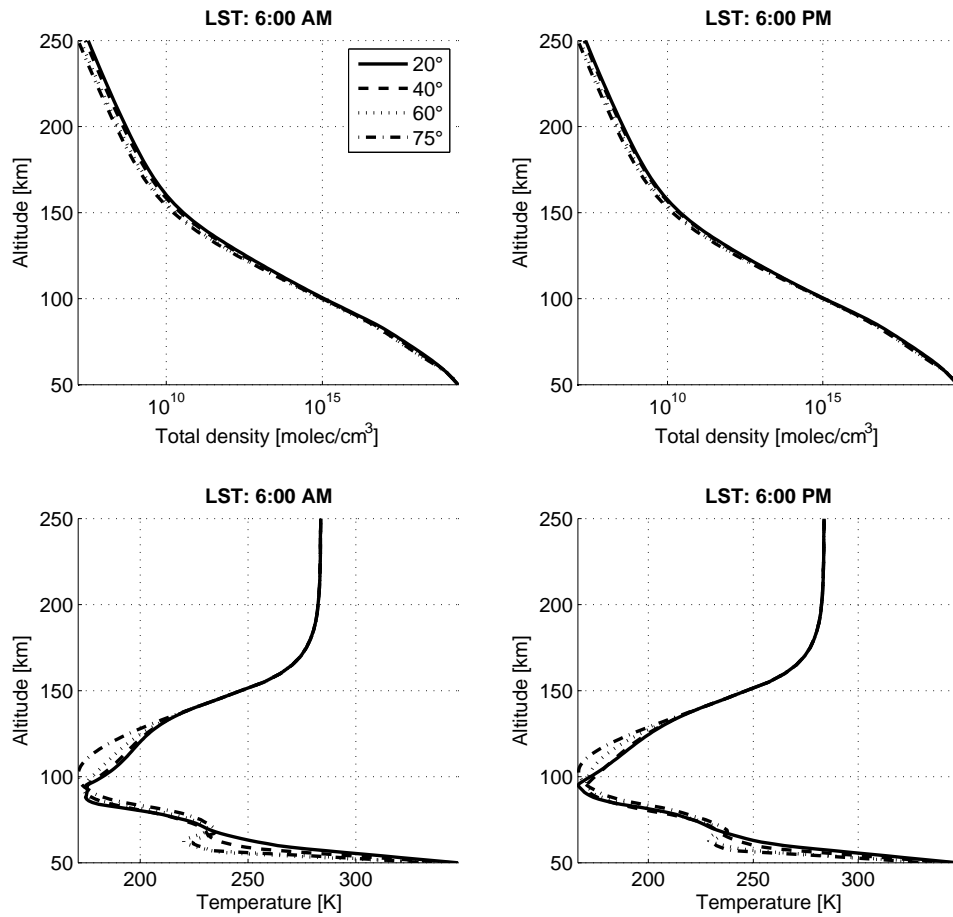 LST: 6:00 AM
250
200
150
100
50
Altitude [km]
10^10
10^15
Total density [molec/cm^3]
20°
40°
60°
75°
LST: 6:00 PM
250
200
150
100
50
Altitude [km]
10^10
10^15
Total density [molec/cm^3]
LST: 6:00 AM
250
200
150
100
50
Altitude [km]
200
250
300
Temperature [K]
LST: 6:00 PM
250
200
150
100
50
Altitude [km]
200
250
300
Temperature [K]